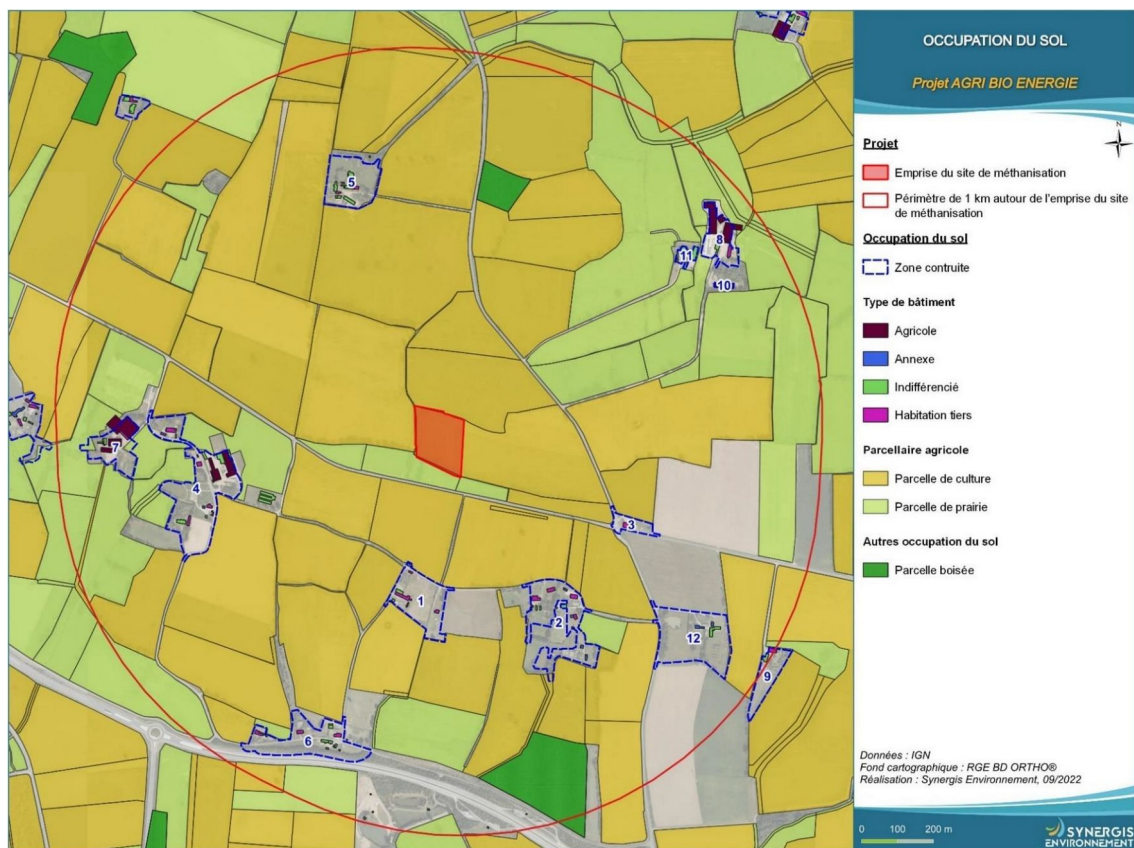 OCCUPATION DU SOL
Projet AGRI BIO ENERGIE
N
Projet
Emprise du site de méthanisation
Périmètre de 1 km autour de l'emprise du site
de méthanisation
Occupation du sol
Zone contruite
Type de bâtiment
Agricole
Annexe
Indifférencié
Habitation tiers
Parcellaire agricole
Parcelle de culture
Parcelle de prairie
Autres occupation du sol
Parcelle boisée
5
8
11
10
7
4
3
1
2
12
9
6
Données : IGN
Fond cartographique : RGE BD ORTHO®
Réalisation : Synergis Environnement, 09/2022
0 100 200 m
SYNERGIS
ENVIRONNEMENT